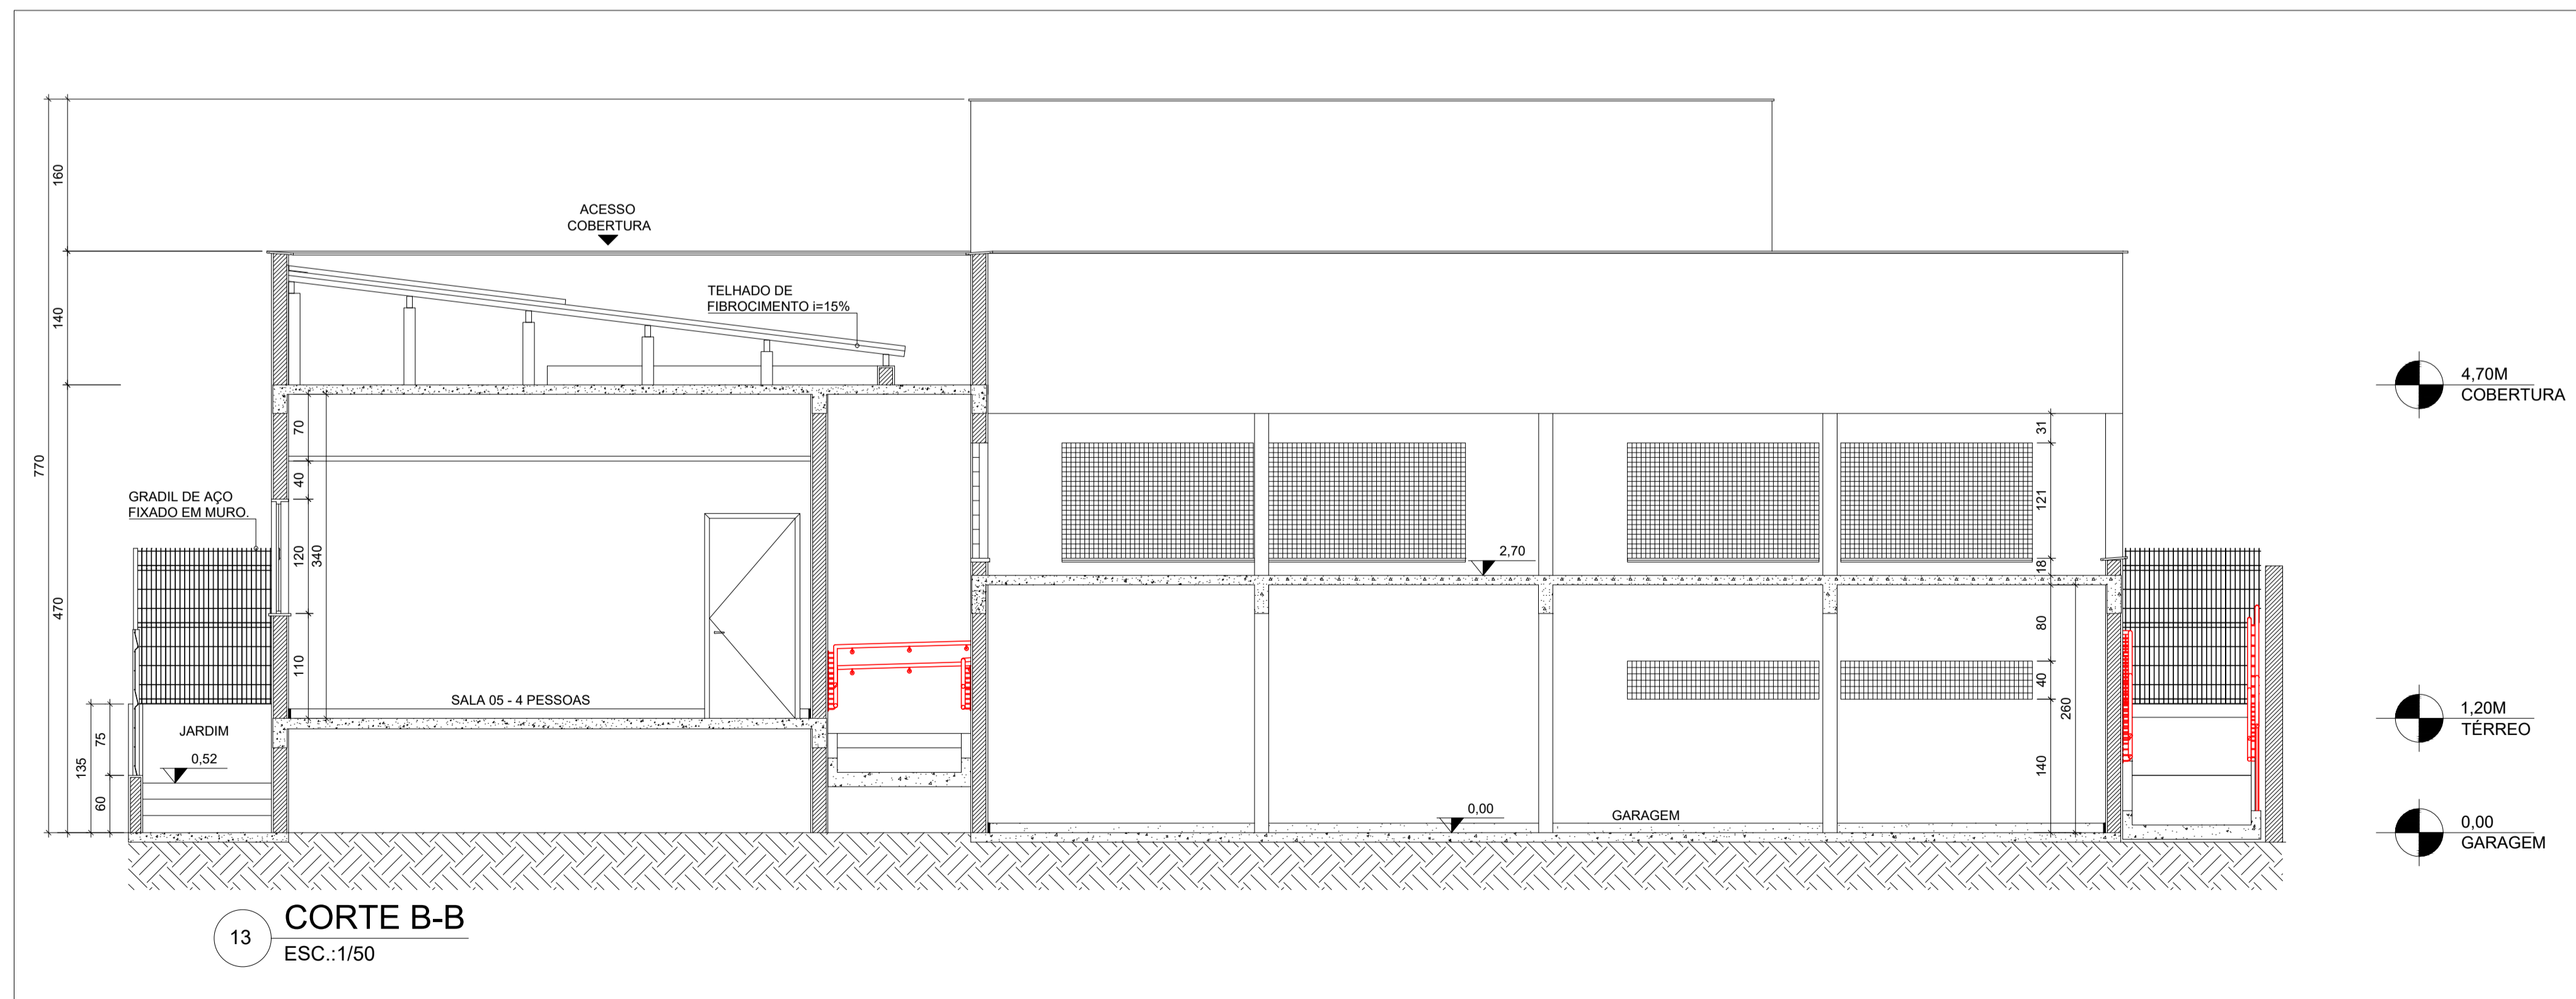 160
140
770
470
ACESSO
COBERTURA
TELHADO DE
FIBROCIMENTO i=15%
GRADIL DE AÇO
FIXADO EM MURO.
70
40
120
340
110
SALA 05 - 4 PESSOAS
JARDIM
0,52
135
75
60
2,70
0,00
GARAGEM
31
121
18
80
40
260
140
4,70M
COBERTURA
1,20M
TÉRREO
0,00
GARAGEM
13
CORTE B-B
ESC.:1/50